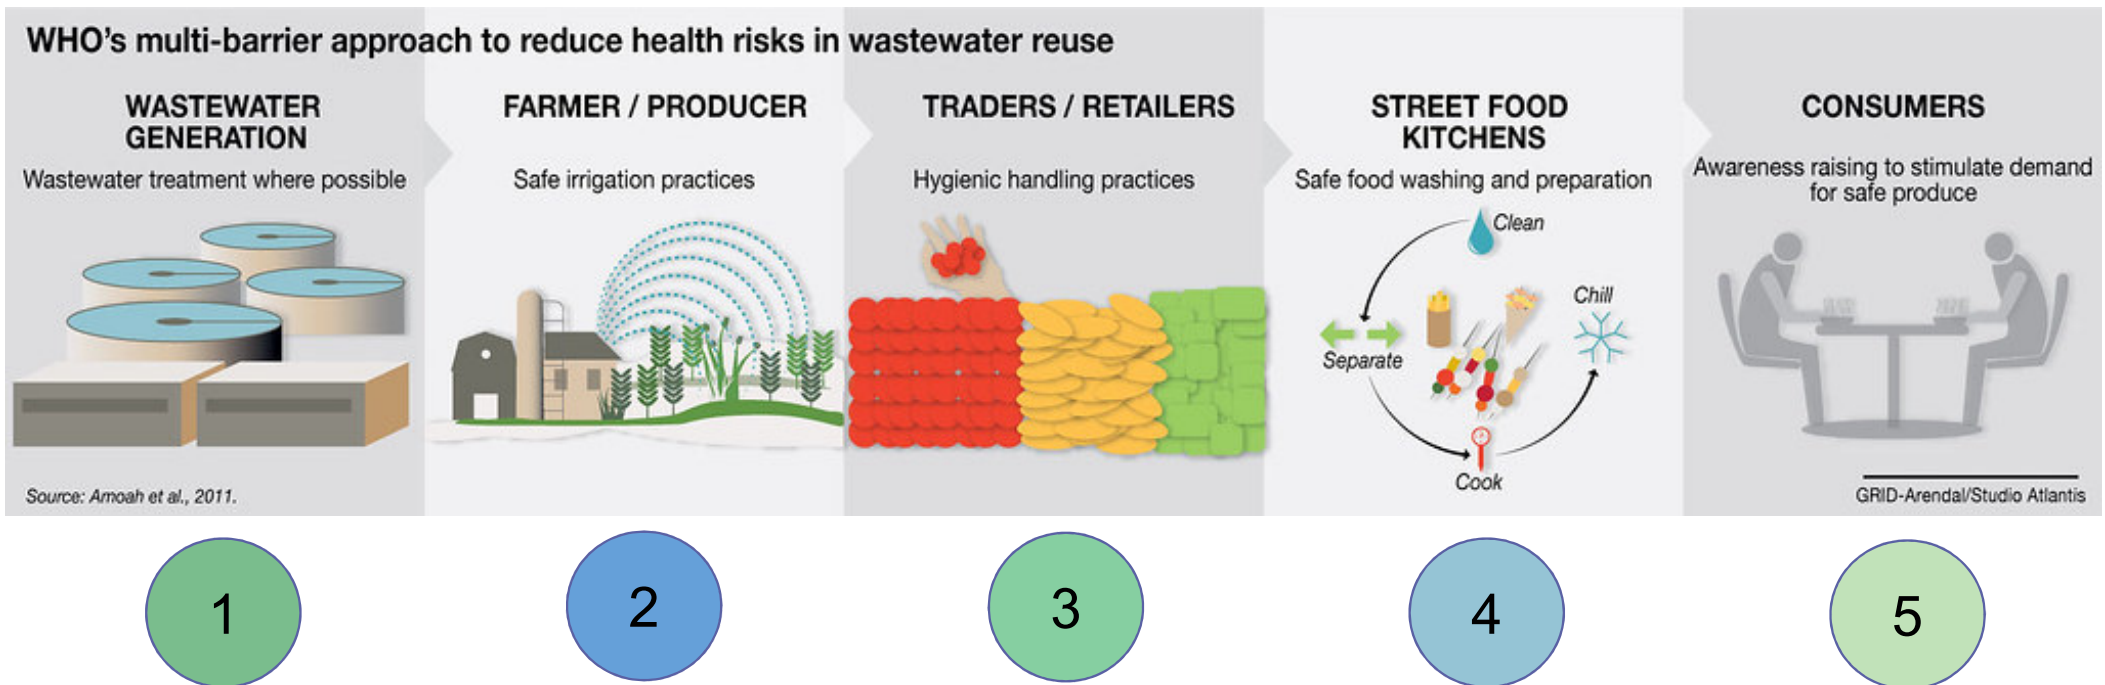 WHO's multi-barrier approach to reduce health risks in wastewater reuse
WASTEWATER
GENERATION
Wastewater treatment where possible
Source: Amoah et al., 2011.
FARMER / PRODUCER
Safe irrigation practices
TRADERS / RETAILERS
Hygienic handling practices
STREET FOOD
KITCHENS
Safe food washing and preparation
Clean
Chill
Separate
Cook
CONSUMERS
Awareness raising to stimulate demand
for safe produce
GRID-Arendal/Studio Atlantis
1
2
3
4
5